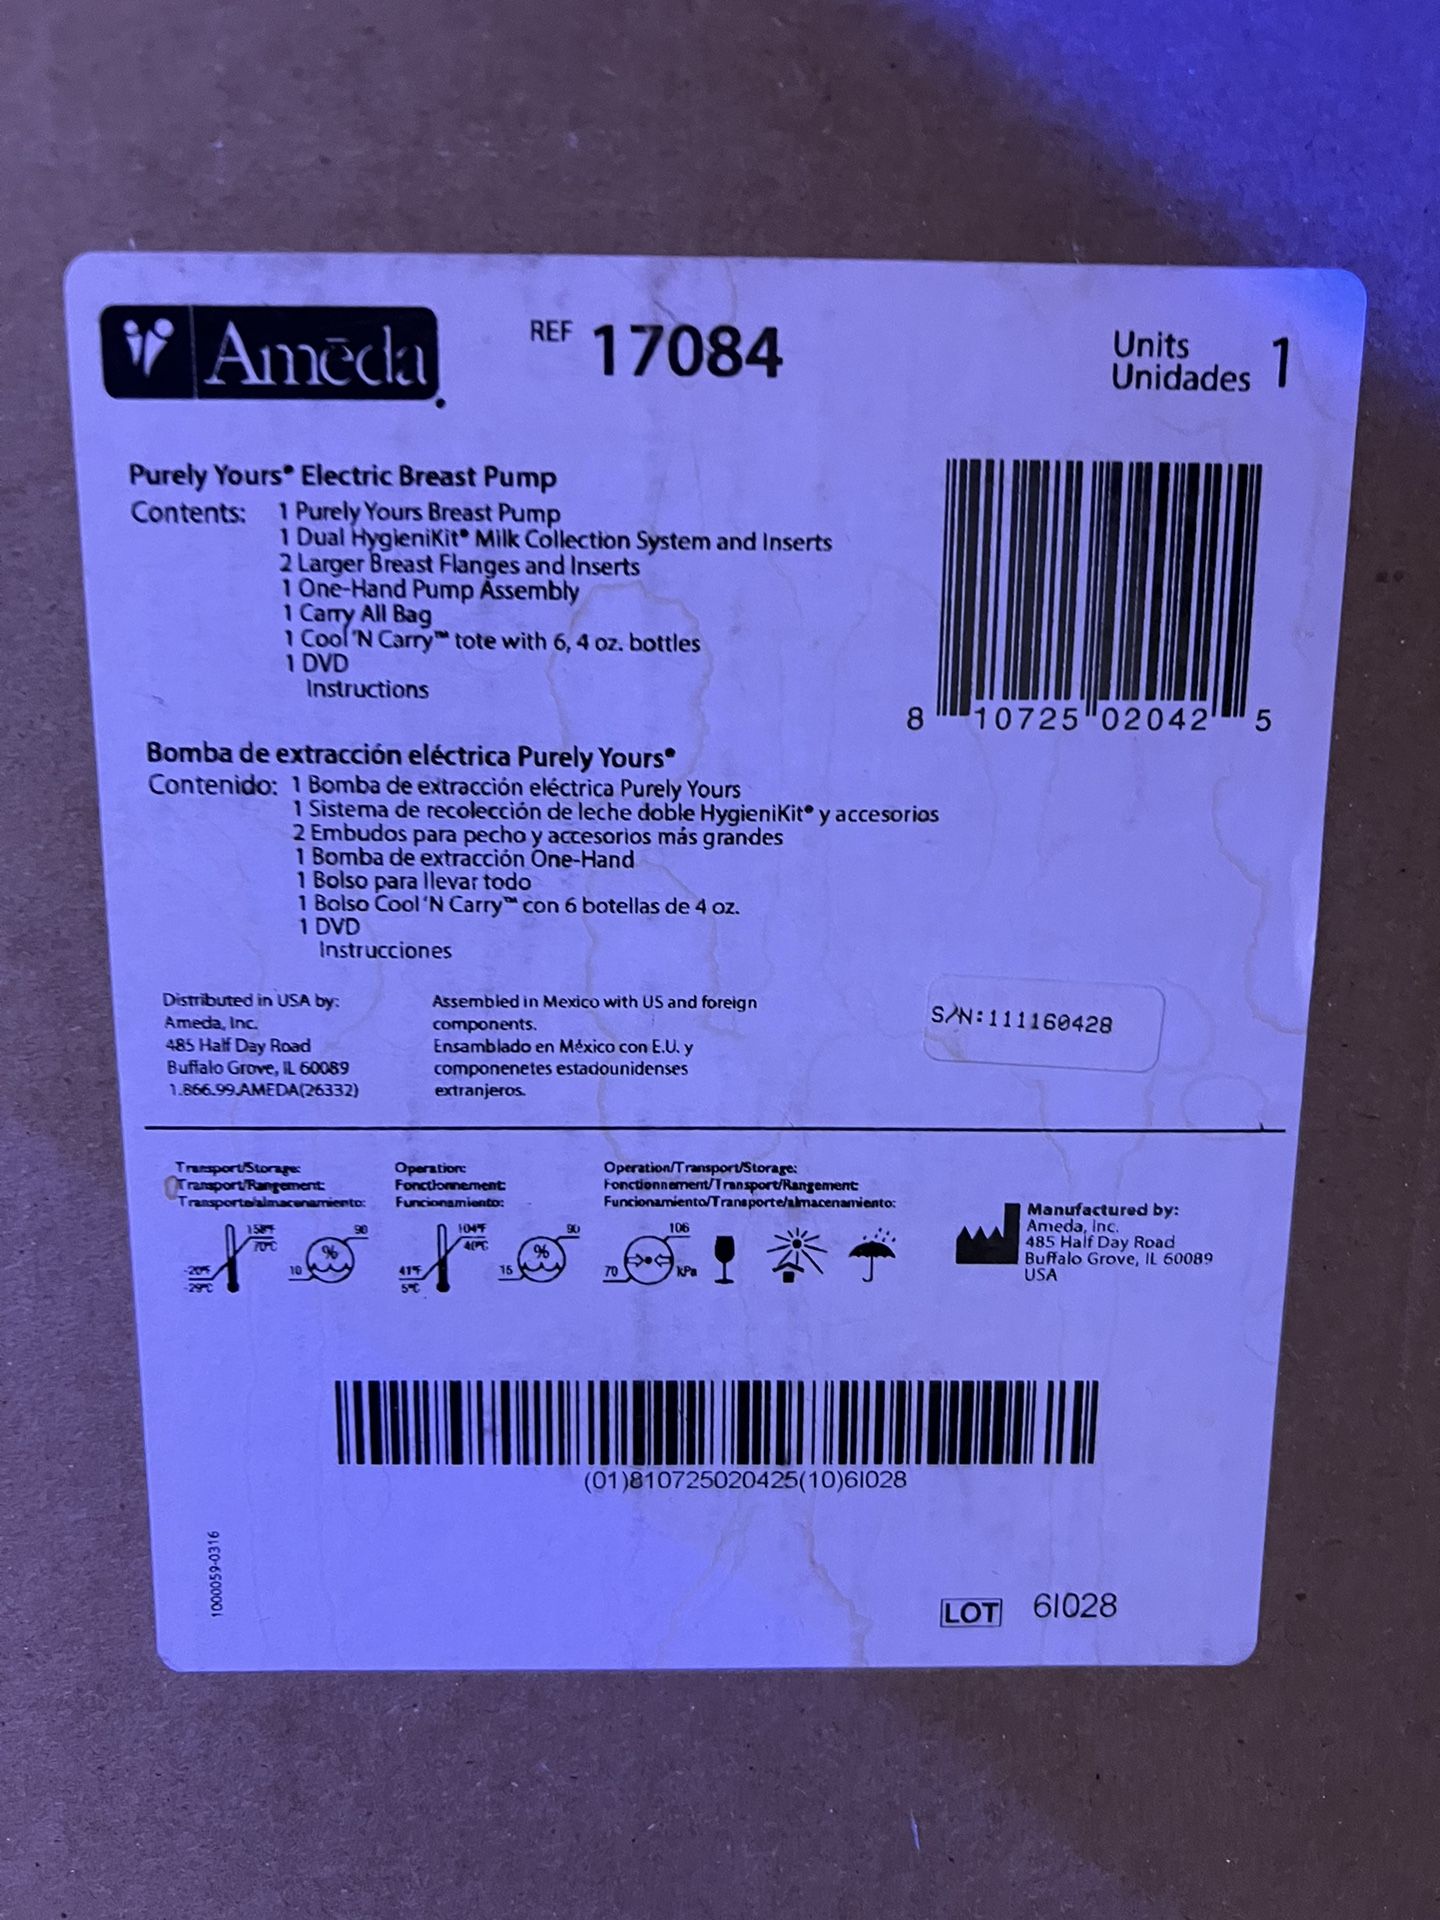 Amēda
REF 17084
Units
Unidades 1
Purely Yours® Electric Breast Pump
Contents: 1 Purely Yours Breast Pump
1 Dual HygieniKit® Milk Collection System and Inserts
2 Larger Breast Flanges and Inserts
1 One-Hand Pump Assembly
1 Carry All Bag
1 Cool 'N Carry™ tote with 6, 4 oz. bottles
1 DVD
Instructions
8 10725 02042 5
Bomba de extracción eléctrica Purely Yours®
Contenido: 1 Bomba de extracción eléctrica Purely Yours
1 Sistema de recolección de leche doble HygieniKit® y accesorios
2 Embudos para pecho y accesorios más grandes
1 Bomba de extracción One-Hand
1 Bolso para llevar todo
1 Bolso Cool 'N Carry™ con 6 botellas de 4 oz.
1 DVD
Instrucciones
Distributed in USA by:
Ameda, Inc.
485 Half Day Road
Buffalo Grove, IL 60089
1.866.99.AMEDA(26332)
Assembled in Mexico with US and foreign
components.
Ensamblado en México con E.U. y
componenetes estadounidenses
extranjeros.
S/N:111160428
Transport/Storage:
Transport/Rangement:
Transporte/almacenamiento:
158°F
70°C
-20°F
-29°C
90
%
10
Operation:
Fonctionnement:
Funcionamiento:
104°F
40°C
41°F
5°C
90
%
15
Operation/Transport/Storage:
Fonctionnement/Transport/Rangement:
Funcionamiento/Transporte/almacenamiento:
106
70
kPa
Manufactured by:
Ameda, Inc.
485 Half Day Road
Buffalo Grove, IL 60089
USA
(01)810725020425(10)6I028
1000059-0316
LOT 6I028